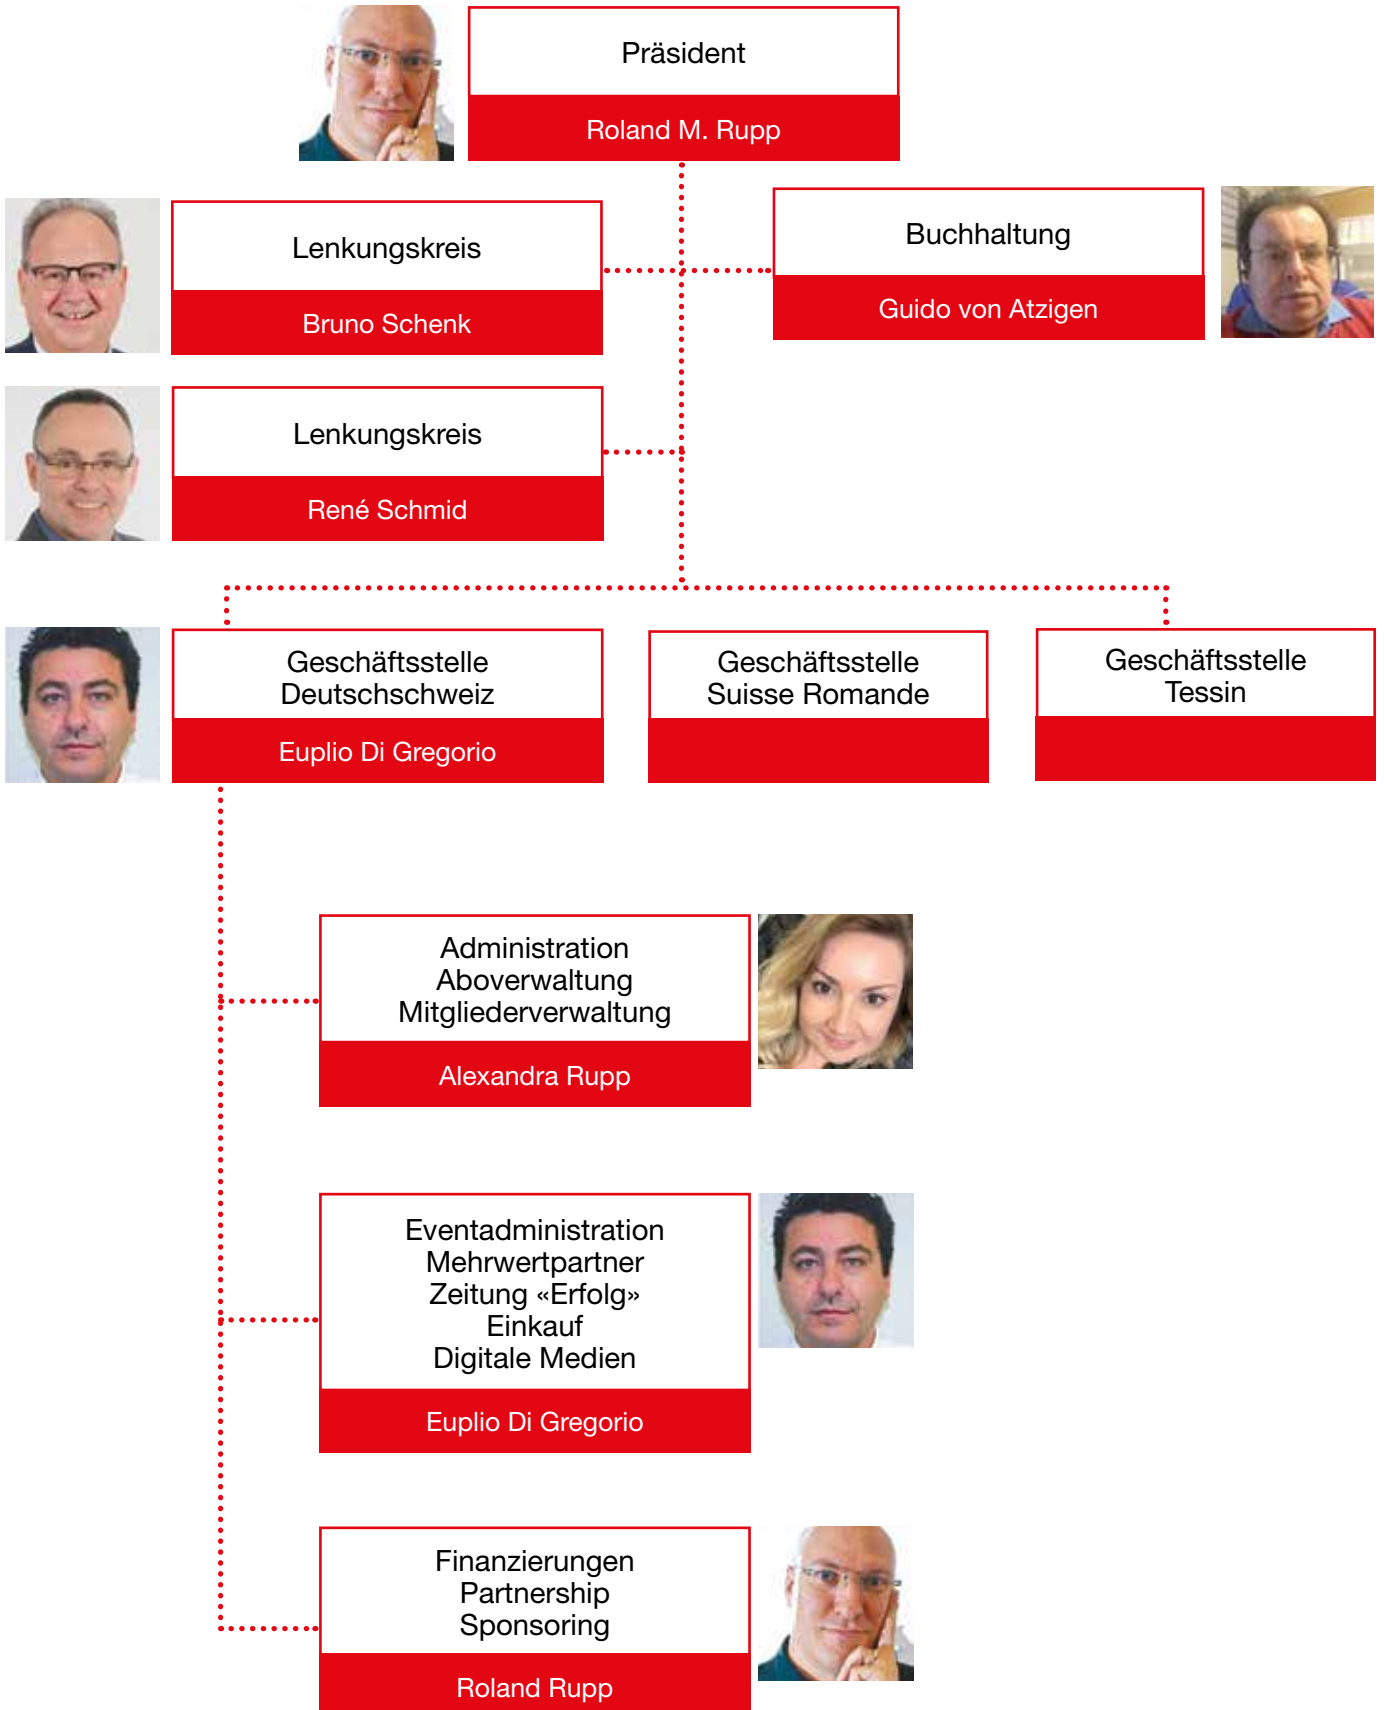 Präsident
Roland M. Rupp
Lenkungskreis
Bruno Schenk
Buchhaltung
Guido von Atzigen
Lenkungskreis
René Schmid
Geschäftsstelle
Deutschschweiz
Euplio Di Gregorio
Geschäftsstelle
Suisse Romande
Geschäftsstelle
Tessin
Administration
Aboverwaltung
Mitgliederverwaltung
Alexandra Rupp
Eventadministration
Mehrwertpartner
Zeitung «Erfolg»
Einkauf
Digitale Medien
Euplio Di Gregorio
Finanzierungen
Partnership
Sponsoring
Roland Rupp